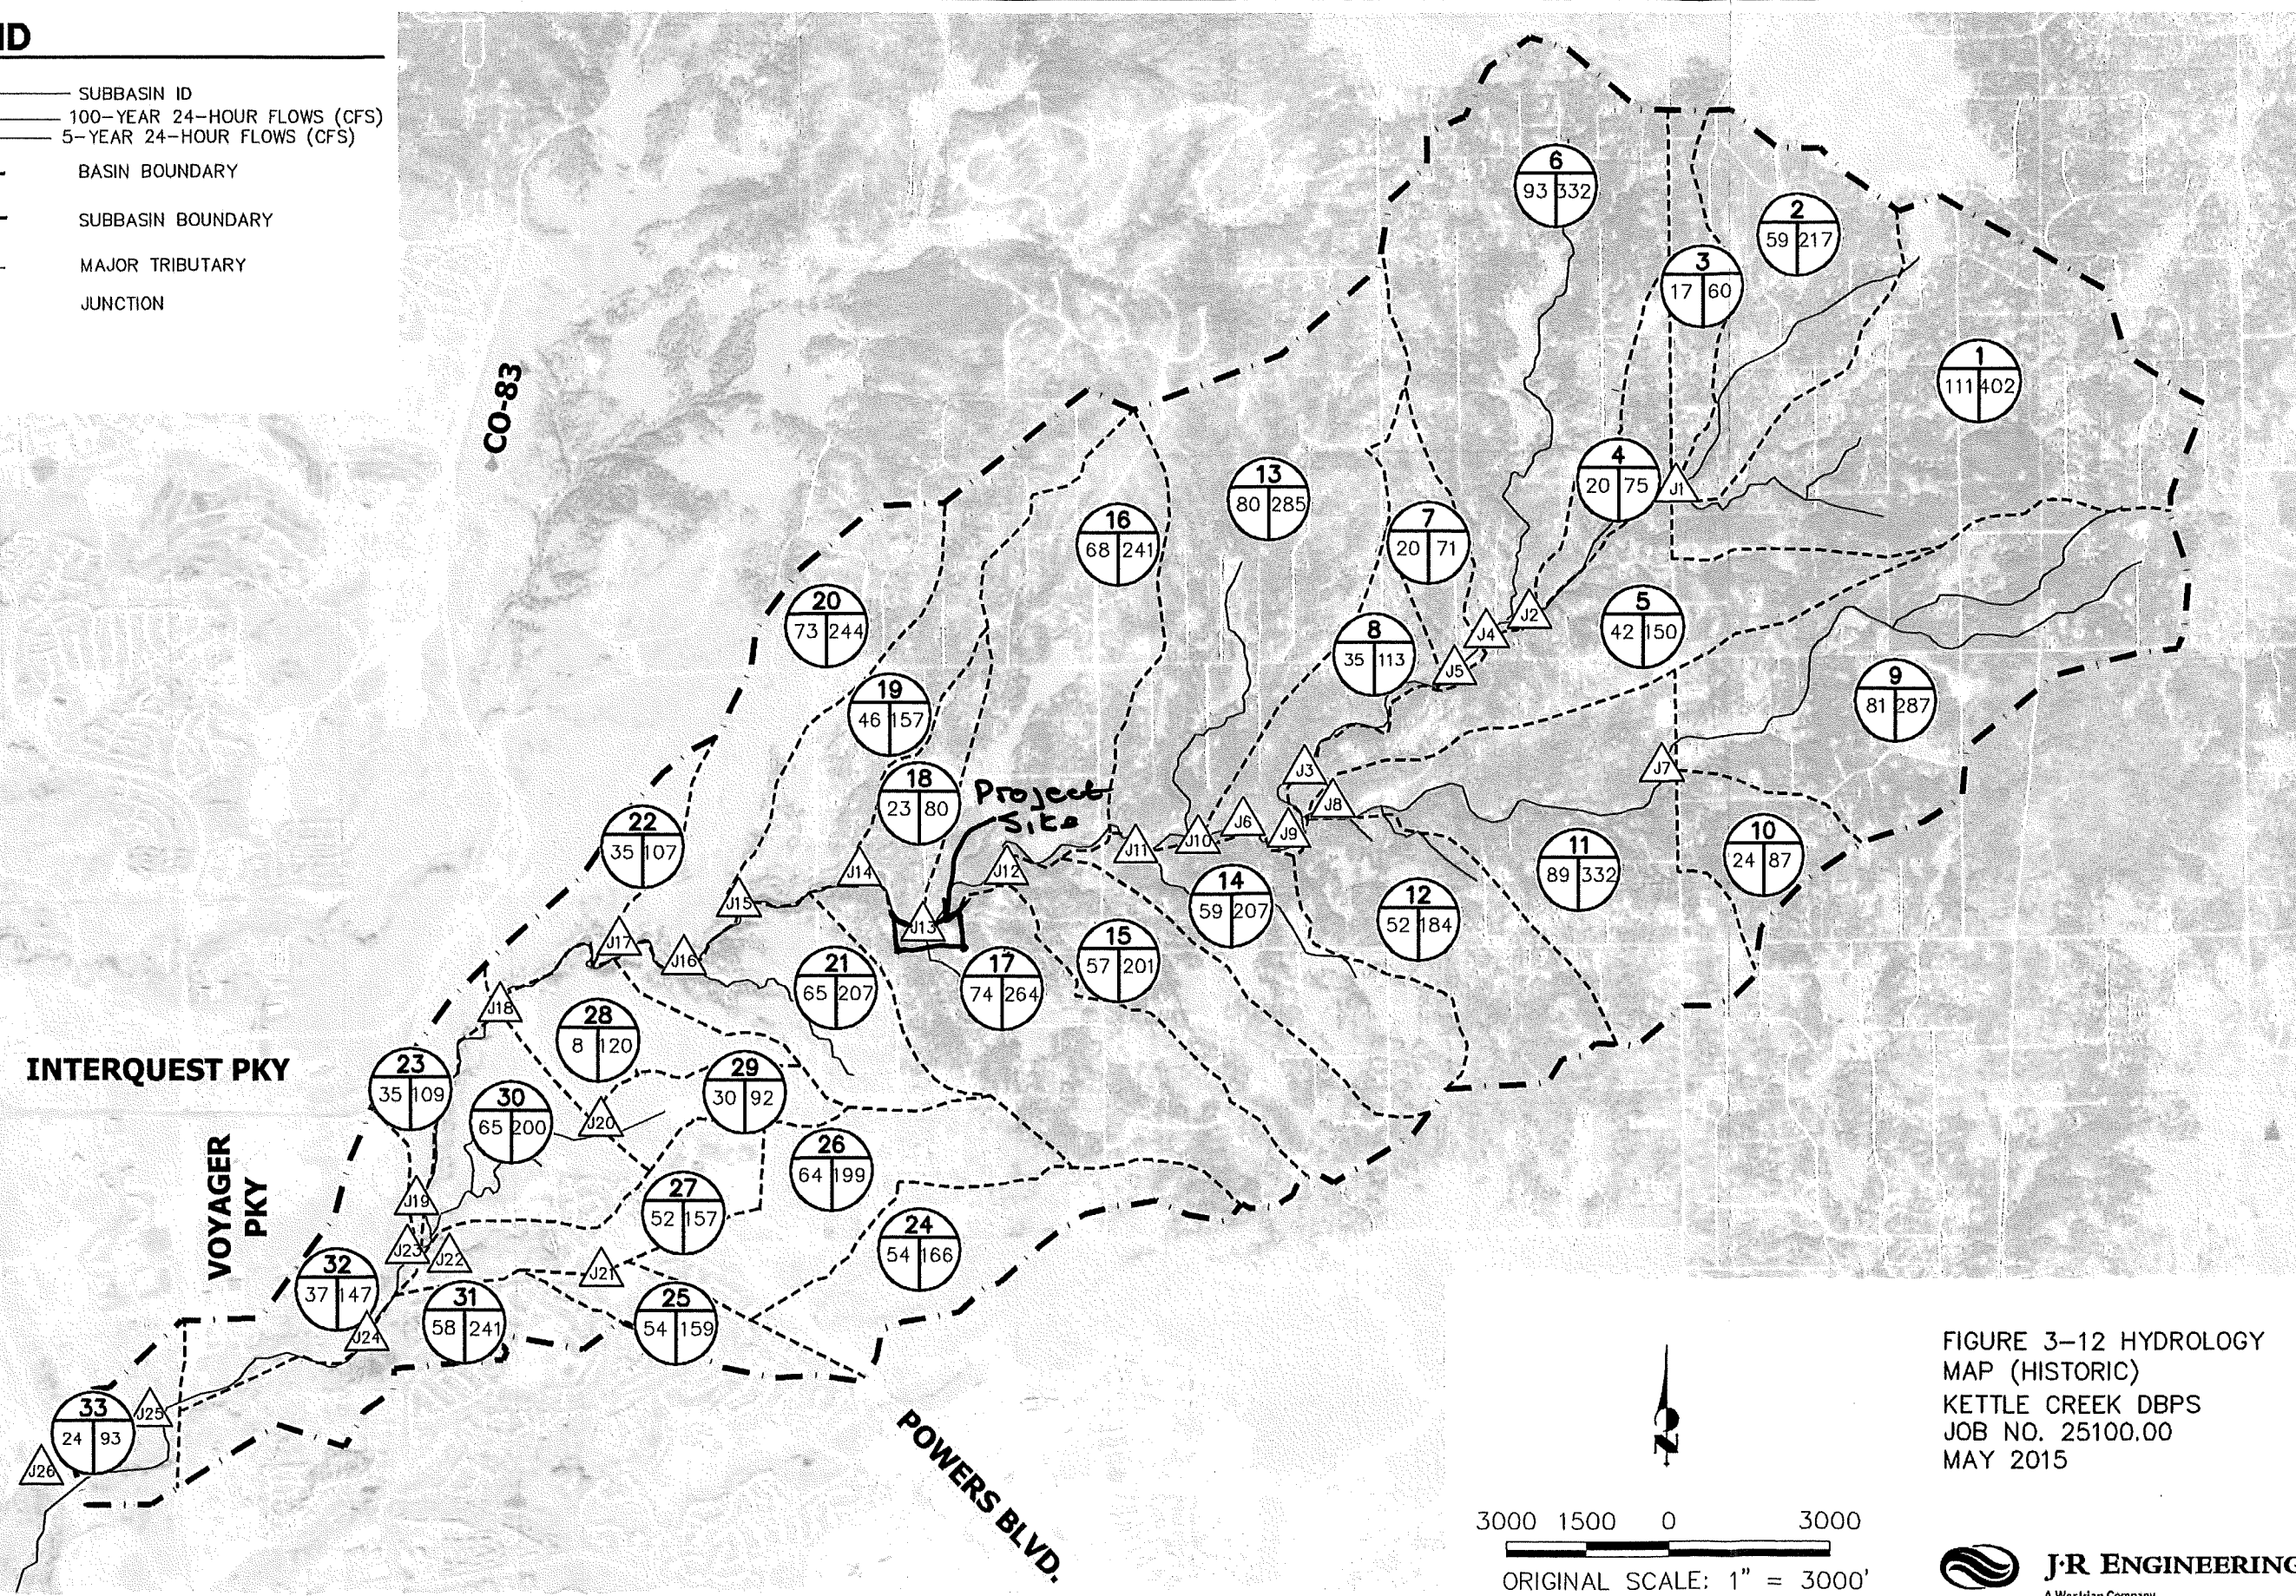 SUBBASIN ID
100-YEAR 24-HOUR FLOWS (CFS)
5-YEAR 24-HOUR FLOWS (CFS)
BASIN BOUNDARY
SUBBASIN BOUNDARY
MAJOR TRIBUTARY
JUNCTION
CO-83
6
93 332
2
59 217
3
17 60
1
111 402
4
20 75
J1
13
80 285
7
20 71
16
68 241
20
73 244
5
42 150
J2
J4
J5
8
35 113
9
81 287
19
46 157
18
23 80
Project
Site
J3
J7
J8
J6
J9
J10
J11
J12
22
35 107
11
89 332
10
24 87
J14
J15
J13
14
59 207
12
52 184
J17
J16
21
65 207
17
74 264
15
57 201
J18
28
8 120
INTERQUEST PKY
23
35 109
30
65 200
29
30 92
J20
26
64 199
VOYAGER
PKY
J19
27
52 157
24
54 166
J23
J22
J21
32
37 147
31
58 241
25
54 159
J24
33
24 93
J25
J26
POWERS BLVD.
N
3000 1500 0 3000
ORIGINAL SCALE: 1" = 3000'
FIGURE 3-12 HYDROLOGY
MAP (HISTORIC)
KETTLE CREEK DBPS
JOB NO. 25100.00
MAY 2015
J·R ENGINEERING
A Westrian Company